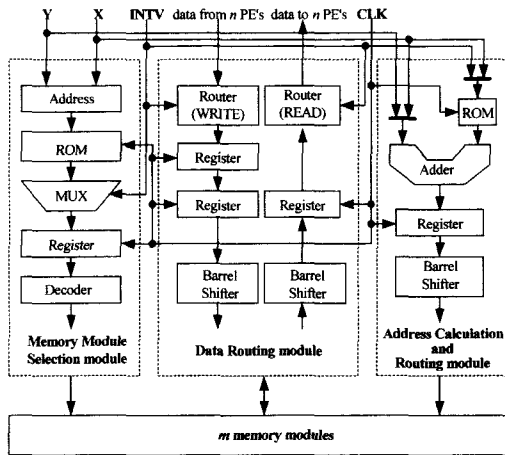 Y X INTV data from n PE's data to n PE's CLK
Address
ROM
MUX
Register
Decoder
Memory Module
Selection module
Router
(WRITE)
Register
Register
Barrel
Shifter
Router
(READ)
Register
Barrel
Shifter
Data Routing module
ROM
Adder
Register
Barrel
Shifter
Address Calculation
and
Routing module
m memory modules